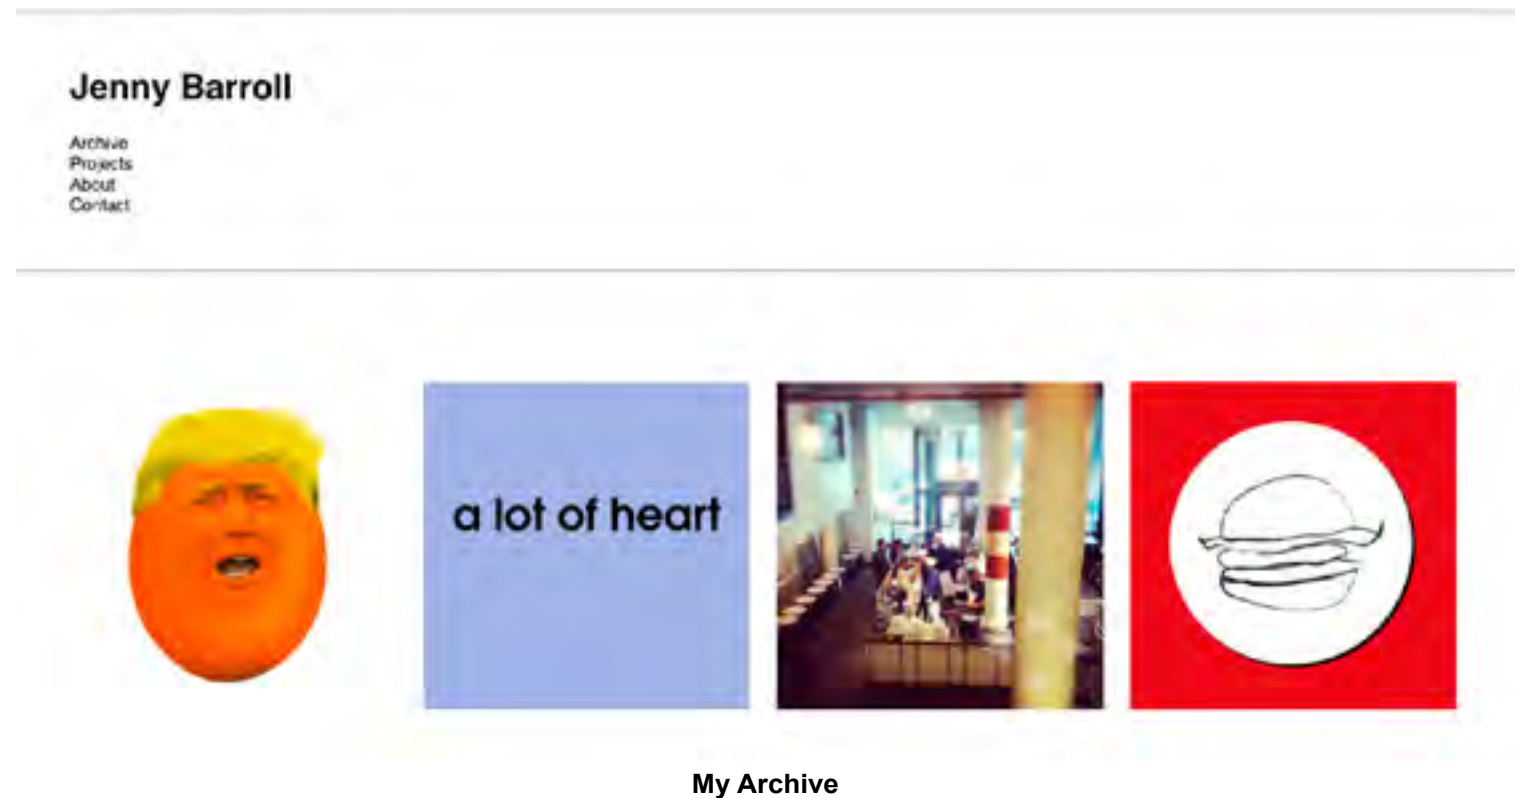 Jenny Barroll
Archive
Projects
About
Contact
a lot of heart
My Archive